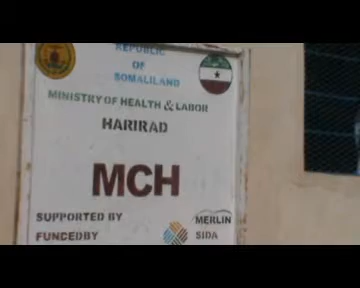 REPUBLIC
OF
SOMALILAND
MINISTRY OF HEALTH & LABOR
HARIRAD
MCH
SUPPORTED BY MERLIN
FUNCEDBY SIDA